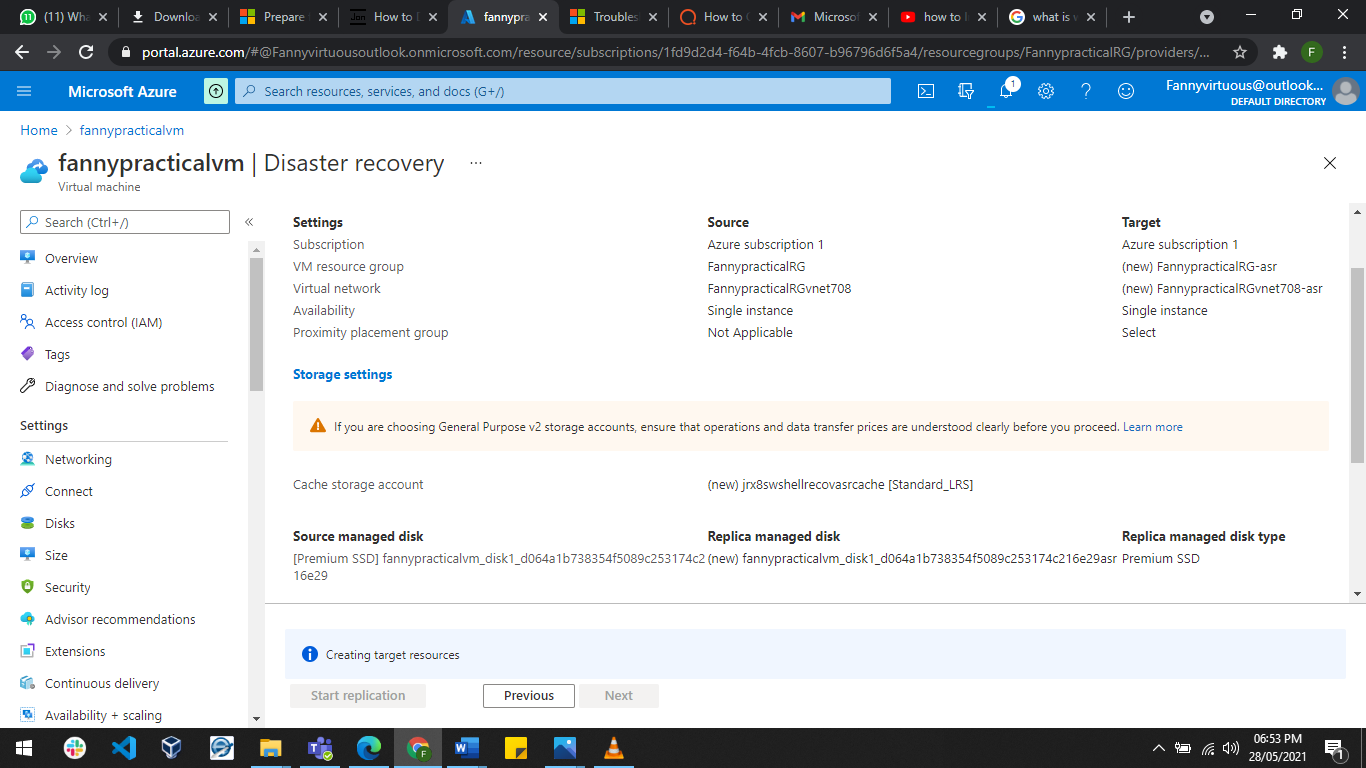 (11) Wha
Downloa
Prepare
How to D
fannypra
Troubles
How to C
Microsof
how to
what is
portal.azure.com/#@Fannyvirtuousoutlook.onmicrosoft.com/resource/subscriptions/1fd9d2d4-f64b-4fcb-8607-b96796d6f5a4/resourcegroups/FannypracticalRG/providers/...
F
Microsoft Azure
Search resources, services, and docs (G+/)
1
Fannyvirtuous@outlook...
DEFAULT DIRECTORY
Home > fannypracticalvm
fannypracticalvm | Disaster recovery ...
Virtual machine
Search (Ctrl+/)
«
Overview
Activity log
Access control (IAM)
Tags
Diagnose and solve problems
Settings
Networking
Connect
Disks
Size
Security
Advisor recommendations
Extensions
Continuous delivery
Availability + scaling
Settings Source Target
Subscription Azure subscription 1 Azure subscription 1
VM resource group FannypracticalRG (new) FannypracticalRG-asr
Virtual network FannypracticalRGvnet708 (new) FannypracticalRGvnet708-asr
Availability Single instance Single instance
Proximity placement group Not Applicable Select
Storage settings
If you are choosing General Purpose v2 storage accounts, ensure that operations and data transfer prices are understood clearly before you proceed. Learn more
Cache storage account (new) jrx8swshellrecovasrcache [Standard_LRS]
Source managed disk Replica managed disk Replica managed disk type
[Premium SSD] fannypracticalvm_disk1_d064a1b738354f5089c253174c2 (new) fannypracticalvm_disk1_d064a1b738354f5089c253174c216e29asr Premium SSD
16e29
Creating target resources
Start replication Previous Next
06:53 PM
28/05/2021
1